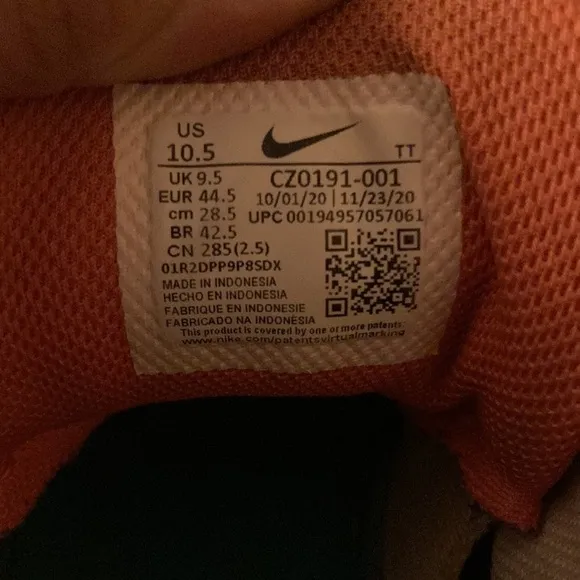 US
10.5
TT
UK 9.5
CZ0191-001
EUR 44.5
10/01/20 | 11/23/20
cm 28.5
UPC 00194957057061
BR 42.5
CN 285(2.5)
01R2DPP9P8SDX
MADE IN INDONESIA
HECHO EN INDONESIA
FABRIQUE EN INDONESIE
FABRICADO NA INDONESIA
This product is covered by one or more patents.
www.nike.com/patentsvirtualmarking